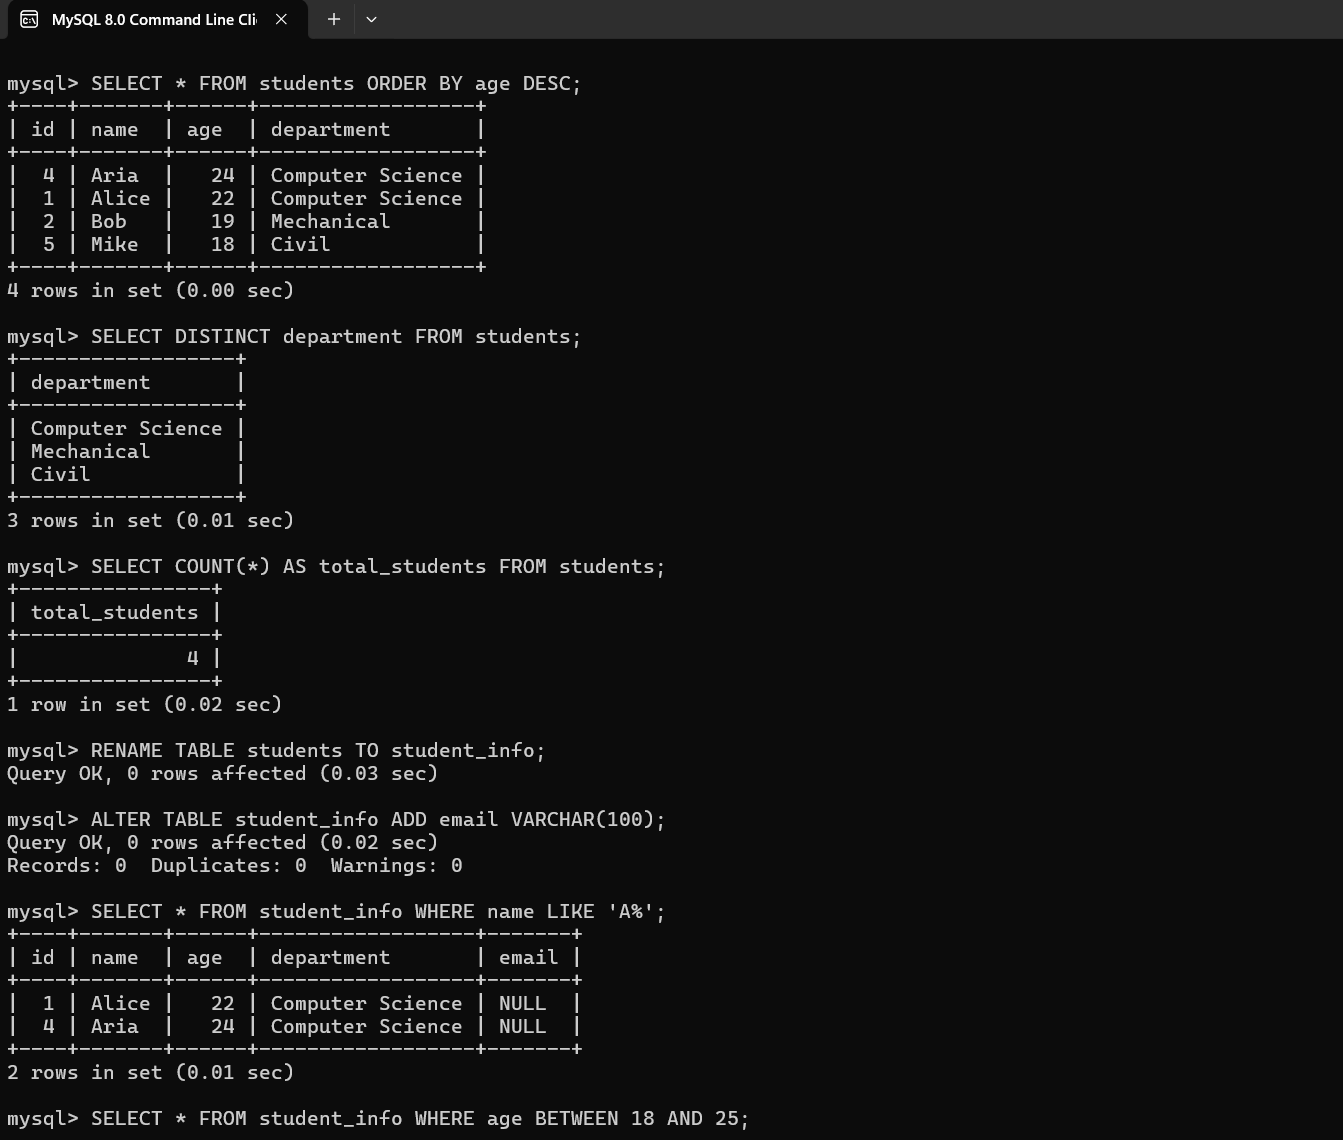 MySQL 8.0 Command Line Cli
mysql> SELECT * FROM students ORDER BY age DESC;
+----+-------+------+------------------+
| id | name  | age  | department       |
+----+-------+------+------------------+
|  4 | Aria  |   24 | Computer Science |
|  1 | Alice |   22 | Computer Science |
|  2 | Bob   |   19 | Mechanical       |
|  5 | Mike  |   18 | Civil            |
+----+-------+------+------------------+
4 rows in set (0.00 sec)
mysql> SELECT DISTINCT department FROM students;
+------------------+
| department       |
+------------------+
| Computer Science |
| Mechanical       |
| Civil            |
+------------------+
3 rows in set (0.01 sec)
mysql> SELECT COUNT(*) AS total_students FROM students;
+----------------+
| total_students |
+----------------+
|              4 |
+----------------+
1 row in set (0.02 sec)
mysql> RENAME TABLE students TO student_info;
Query OK, 0 rows affected (0.03 sec)
mysql> ALTER TABLE student_info ADD email VARCHAR(100);
Query OK, 0 rows affected (0.02 sec)
Records: 0  Duplicates: 0  Warnings: 0
mysql> SELECT * FROM student_info WHERE name LIKE 'A%';
+----+-------+------+------------------+-------+
| id | name  | age  | department       | email |
+----+-------+------+------------------+-------+
|  1 | Alice |   22 | Computer Science | NULL  |
|  4 | Aria  |   24 | Computer Science | NULL  |
+----+-------+------+------------------+-------+
2 rows in set (0.01 sec)
mysql> SELECT * FROM student_info WHERE age BETWEEN 18 AND 25;